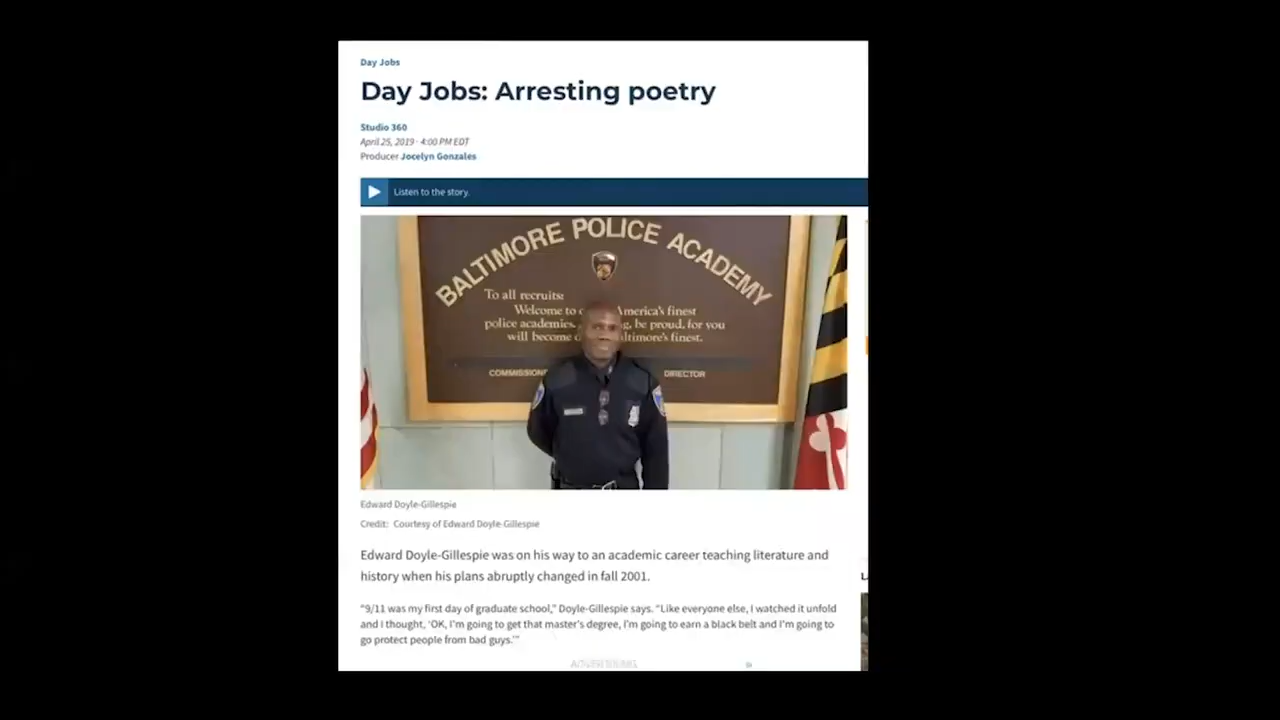 Day Jobs
Day Jobs: Arresting poetry
Studio 360
April 25, 2019 · 4:00 PM EDT
Producer Jocelyn Gonzales
Listen to the story.
BALTIMORE POLICE ACADEMY
To all recruits:
Welcome to America's finest
police academies. be proud, for you
will become Baltimore's finest.
COMMISSIONER DIRECTOR
Edward Doyle-Gillespie
Credit: Courtesy of Edward Doyle-Gillespie
Edward Doyle-Gillespie was on his way to an academic career teaching literature and
history when his plans abruptly changed in fall 2001.
"9/11 was my first day of graduate school," Doyle-Gillespie says. "Like everyone else, I watched it unfold
and I thought, 'OK, I'm going to get that master's degree, I'm going to earn a black belt and I'm going to
go protect people from bad guys.'"